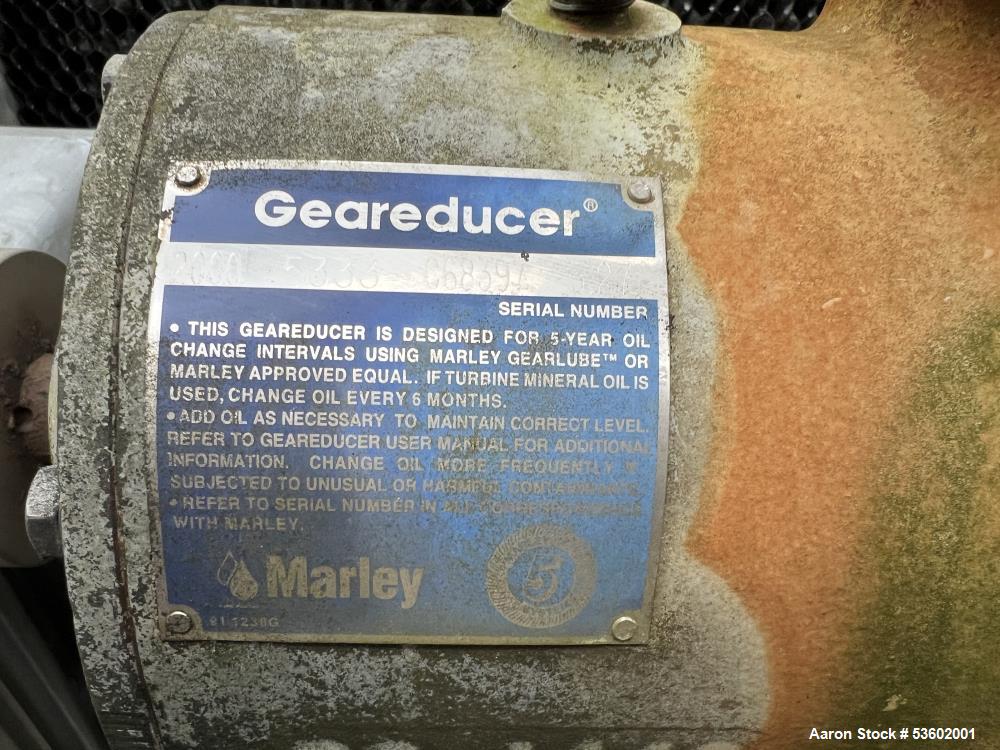 Geareducer®
5333
SERIAL NUMBER
• THIS GEAREDUCER IS DESIGNED FOR 5-YEAR OIL
CHANGE INTERVALS USING MARLEY GEARLUBE™ OR
MARLEY APPROVED EQUAL. IF TURBINE MINERAL OIL IS
USED, CHANGE OIL EVERY 6 MONTHS.
• ADD OIL AS NECESSARY TO MAINTAIN CORRECT LEVEL.
REFER TO GEAREDUCER USER MANUAL FOR ADDITIONAL
INFORMATION. CHANGE OIL MORE FREQUENTLY IF
SUBJECTED TO UNUSUAL OR HARMFUL CONTAMINANTS.
• REFER TO SERIAL NUMBER IN ALL CORRESPONDENCE
WITH MARLEY.
Marley
5
Aaron Stock # 53602001